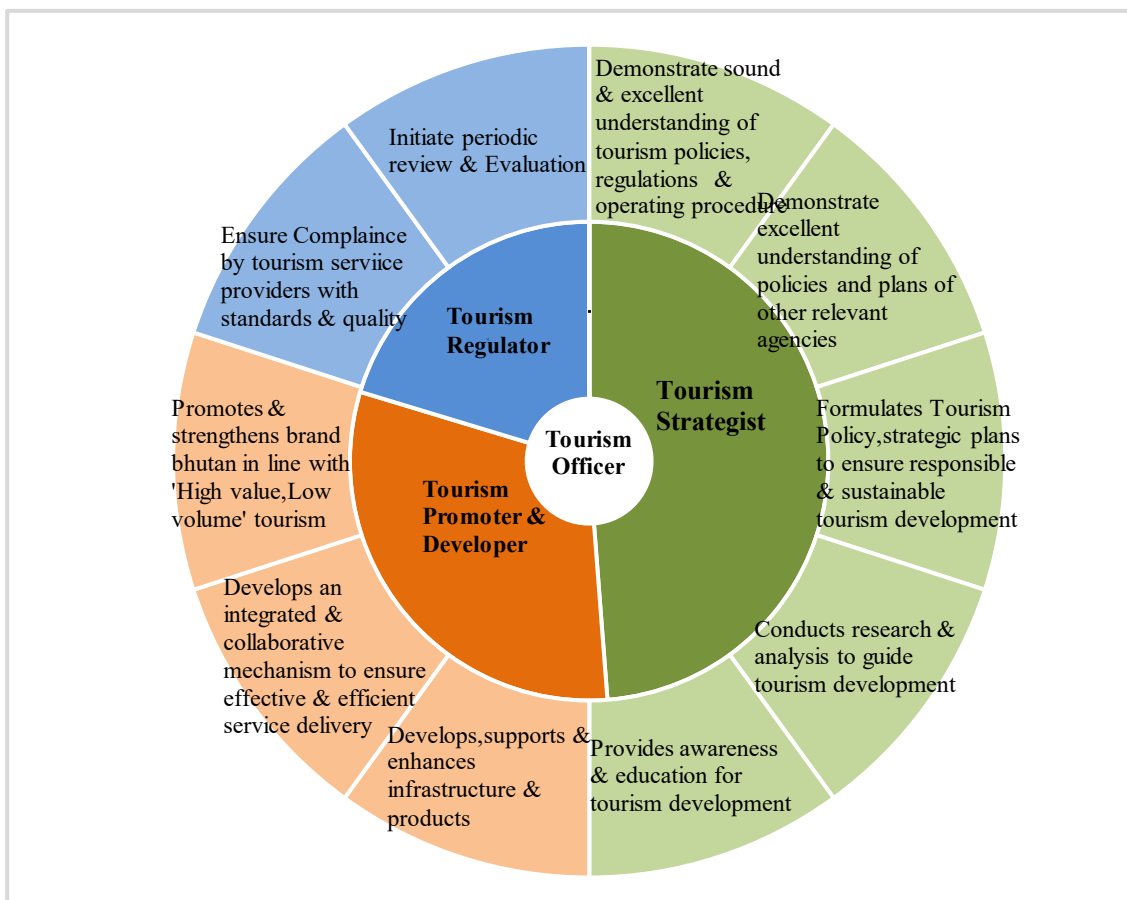 Demonstrate sound
& excellent
understanding of
tourism policies,
regulations &
operating procedure
Demonstrate
excellent
understanding of
policies and plans of
other relevant
agencies
Formulates Tourism
Policy,strategic plans
to ensure responsible
& sustainable
tourism development
Conducts research &
analysis to guide
tourism development
Provides awareness
& education for
tourism development
Develops,supports &
enhances
infrastructure &
products
Develops an
integrated &
collaborative
mechanism to ensure
effective & efficient
service delivery
Promotes &
strengthens brand
bhutan in line with
'High value,Low
volume' tourism
Ensure Complaince
by tourism serviice
providers with
standards & quality
Initiate periodic
review & Evaluation
Tourism
Regulator
Tourism
Strategist
Tourism
Promoter &
Developer
Tourism
Officer